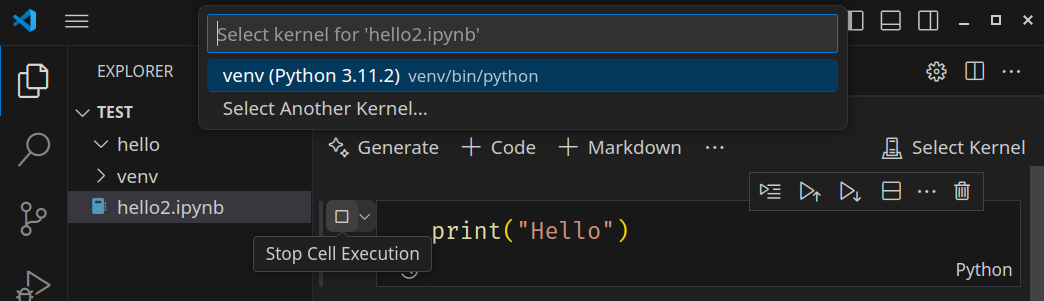 Select kernel for 'hello2.ipynb'
venv (Python 3.11.2) venv/bin/python
Select Another Kernel...
EXPLORER
TEST
hello
venv
hello2.ipynb
Generate Code Markdown ... Select Kernel
print("Hello")
Stop Cell Execution
Python